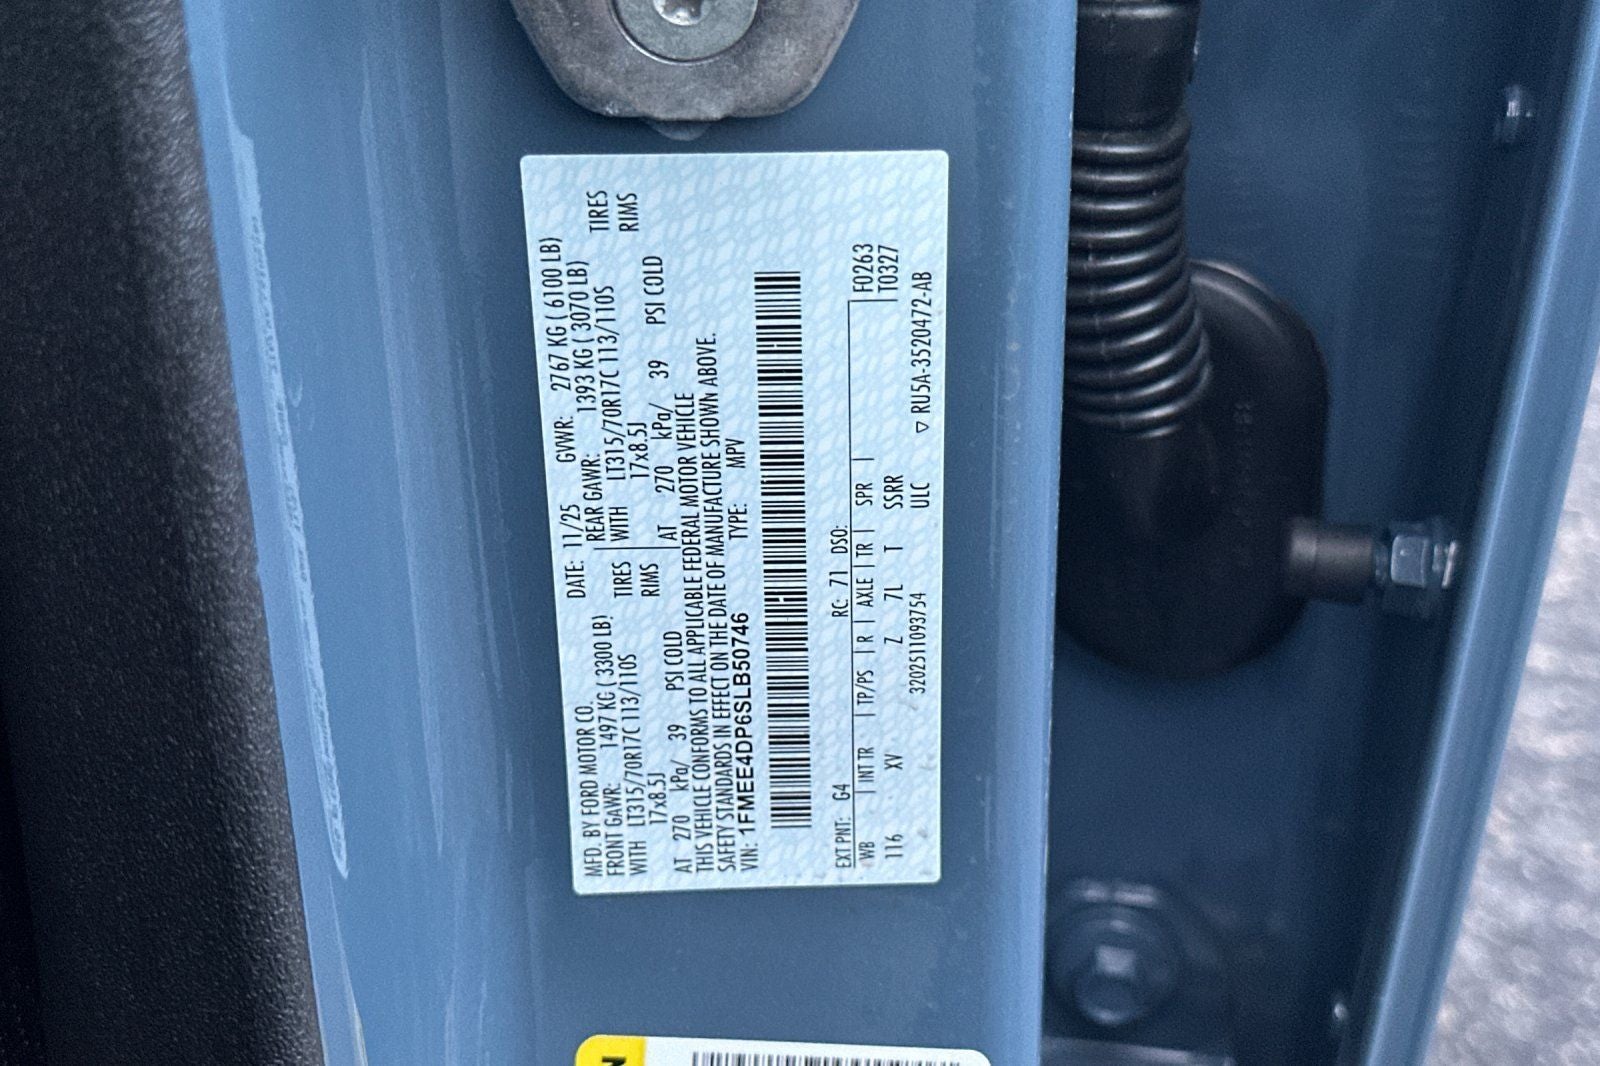 MFD. BY FORD MOTOR CO.
DATE: 11/25 GVWR: 2767 KG ( 6100 LB)
FRONT GAWR: 1497 KG ( 3300 LB)
REAR GAWR: 1393 KG ( 3070 LB)
WITH LT315/70R17C 113/110S TIRES
WITH LT315/70R17C 113/110S TIRES
17x8.5J RIMS
17x8.5J RIMS
AT 270 kPa/ 39 PSI COLD
AT 270 kPa/ 39 PSI COLD
THIS VEHICLE CONFORMS TO ALL APPLICABLE FEDERAL MOTOR VEHICLE
SAFETY STANDARDS IN EFFECT ON THE DATE OF MANUFACTURE SHOWN ABOVE.
VIN: 1FMEE4DP6SLB50746 TYPE: MPV
F0263
T0327
EXT PNT: G4 RC: 71 DSO:
WB INT TR TP/PS R AXLE TR SPR
116 XV Z 7L T SSRR
3202511093754 ULC ▽ RU5A-3520472-AB
N